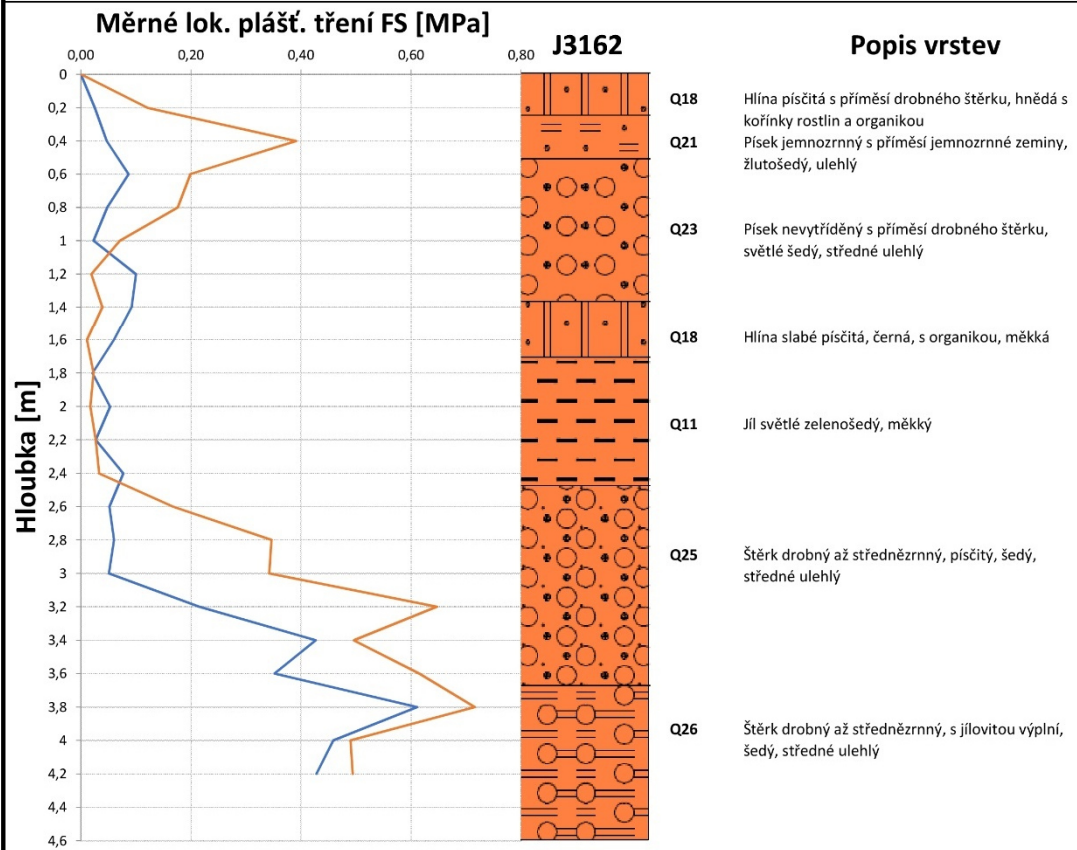 Měrné lok. plášť. tření FS [MPa]
0,00 0,20 0,40 0,60 0,80
J3162
Popis vrstev
Hloubka [m]
0
0,2
0,4
0,6
0,8
1
1,2
1,4
1,6
1,8
2
2,2
2,4
2,6
2,8
3
3,2
3,4
3,6
3,8
4
4,2
4,4
4,6
Q18 Hlína písčitá s příměsí drobného štěrku, hnědá s
kořínky rostlin a organikou
Q21 Písek jemnozrnný s příměsí jemnozrnné zeminy,
žlutošedý, ulehlý
Q23 Písek nevytříděný s příměsí drobného štěrku,
světlé šedý, středné ulehlý
Q18 Hlína slabé písčitá, černá, s organikou, měkká
Q11 Jíl světlé zelenošedý, měkký
Q25 Štěrk drobný až střednězrnný, písčitý, šedý,
středné ulehlý
Q26 Štěrk drobný až střednězrnný, s jílovitou výplní,
šedý, středné ulehlý